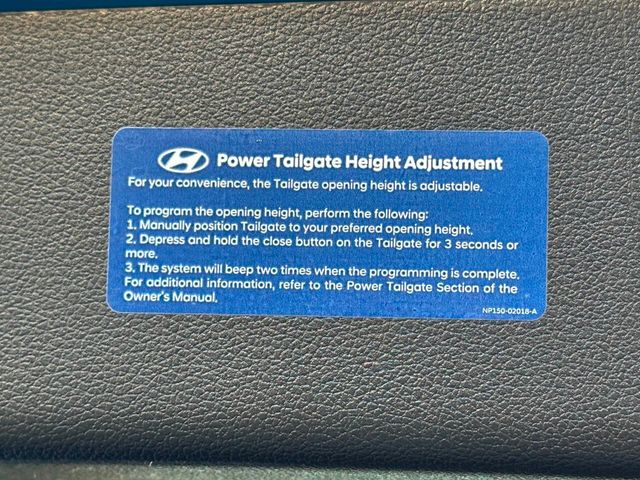 Power Tailgate Height Adjustment
For your convenience, the Tailgate opening height is adjustable.
To program the opening height, perform the following:
1. Manually position Tailgate to your preferred opening height.
2. Depress and hold the close button on the Tailgate for 3 seconds or
more.
3. The system will beep two times when the programming is complete.
For additional information, refer to the Power Tailgate Section of the
Owner's Manual.
NP150-02018-A